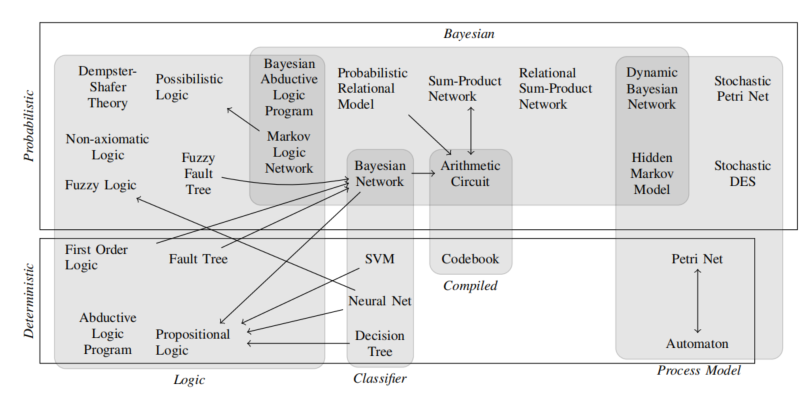 Bayesian
Probabilistic
Dempster-
Shafer
Theory
Possibilistic
Logic
Bayesian
Abductive
Logic
Program
Probabilistic
Relational
Model
Sum-Product
Network
Relational
Sum-Product
Network
Dynamic
Bayesian
Network
Stochastic
Petri Net
Non-axiomatic
Logic
Fuzzy
Fault
Tree
Markov
Logic
Network
Bayesian
Network
Arithmetic
Circuit
Hidden
Markov
Model
Stochastic
DES
Fuzzy Logic
Deterministic
First Order
Logic
Fault Tree
SVM
Codebook
Petri Net
Compiled
Neural Net
Abductive
Logic
Program
Propositional
Logic
Decision
Tree
Automaton
Logic
Classifier
Process Model